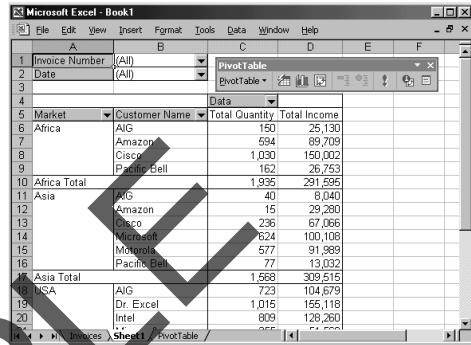 Microsoft Excel - Book1
File Edit View Insert Format Tools Data Window Help
A B C D E F
1 Invoice Number (All)
2 Date (All)
PivotTable
PivotTable
3
4 Data
5 Market Customer Name Total Quantity Total Income
6 Africa AIG 150 25,130
7 Amazon 594 89,709
8 Cisco 1,030 150,002
9 Pacific Bell 162 26,753
10 Africa Total 1,935 291,595
11 Asia AIG 40 8,040
12 Amazon 15 29,280
13 Cisco 236 67,066
14 Microsoft 624 100,108
15 Motorola 577 91,989
16 Pacific Bell 77 13,032
17 Asia Total 1,568 309,515
18 USA AIG 723 104,679
19 Dr. Excel 1,015 155,118
20 Intel 809 128,260
Invoices Sheet1 PivotTable